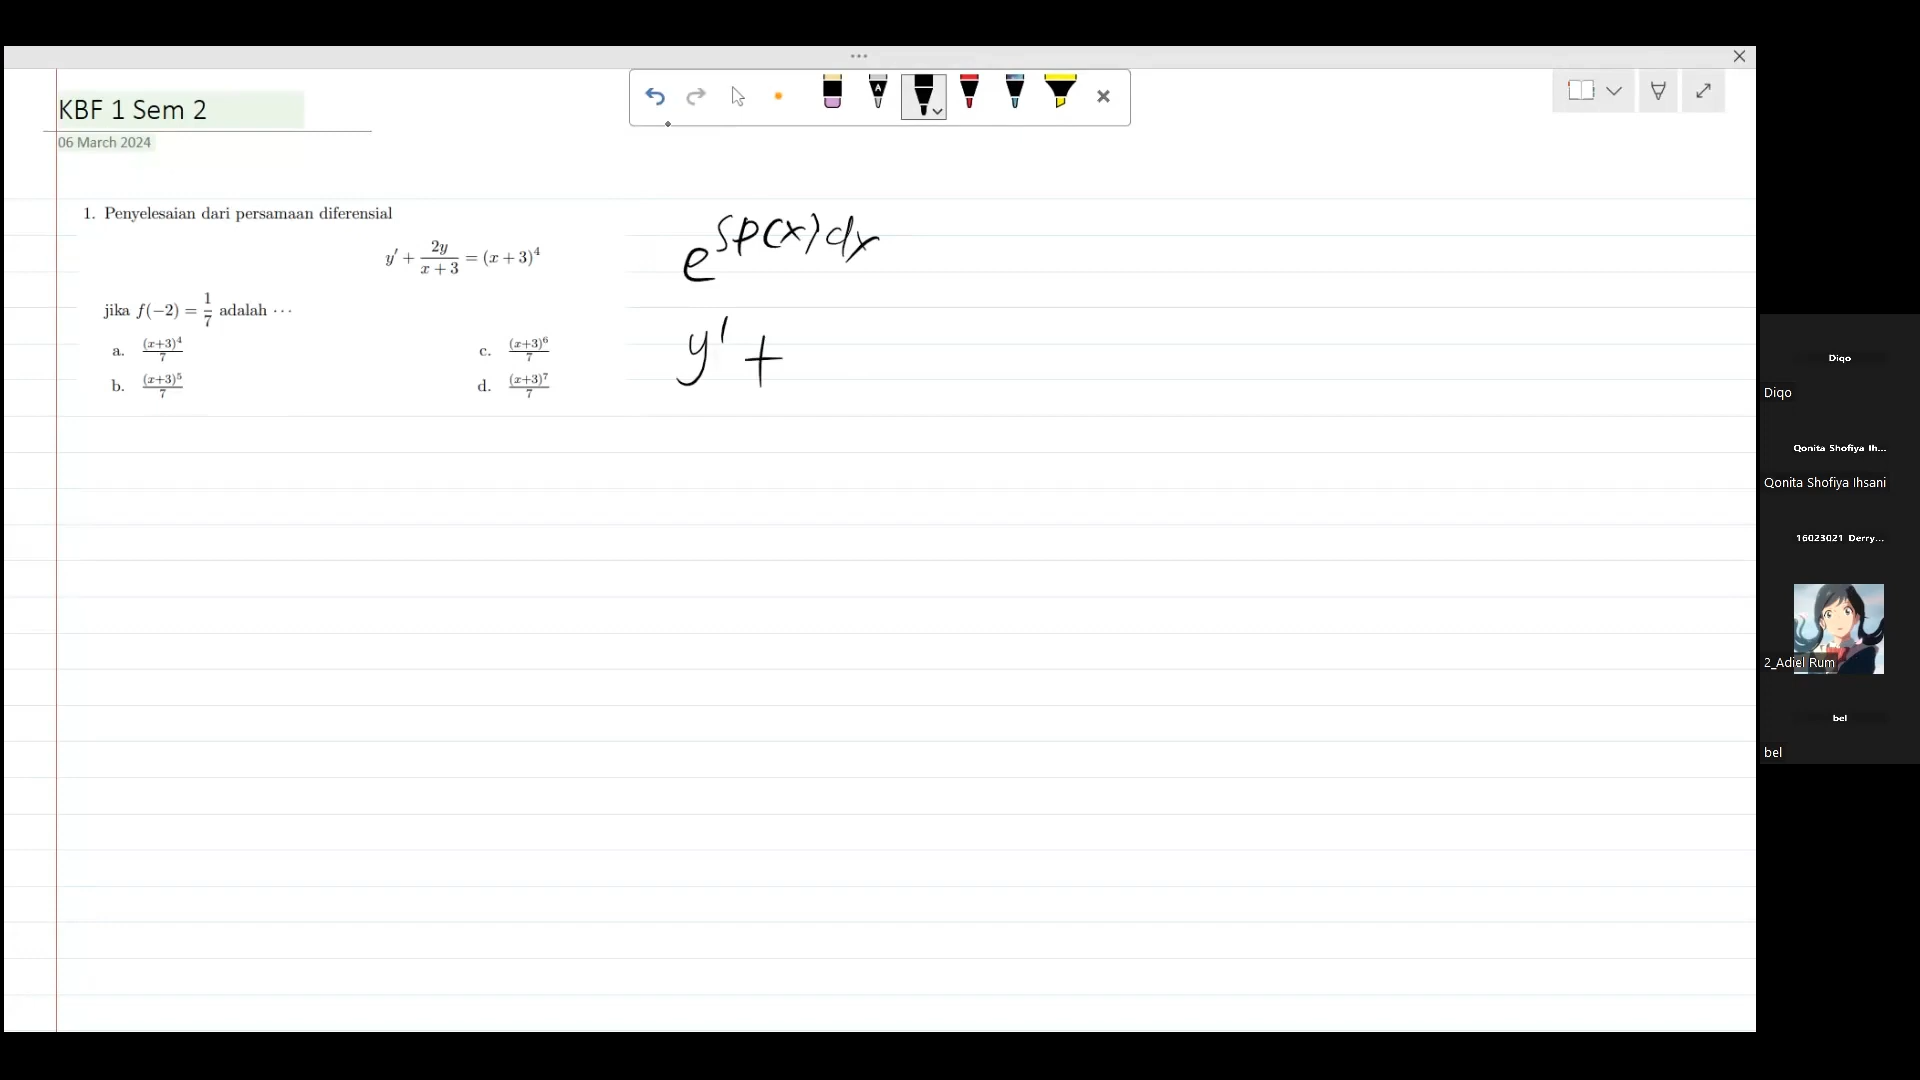 KBF 1 Sem 2
06 March 2024
1. Penyelesaian dari persamaan diferensial
y′ + 2y/(x + 3) = (x + 3)^4
jika f(−2) = 1/7 adalah ⋯
a. (x+3)^4/7
c. (x+3)^6/7
b. (x+3)^5/7
d. (x+3)^7/7
e^∫p(x)dx
y′ +
A
Diqo
Diqo
Qonita Shofiya Ih...
Qonita Shofiya Ihsani
16023021 Derry...
2_Adiel Rum
bel
bel